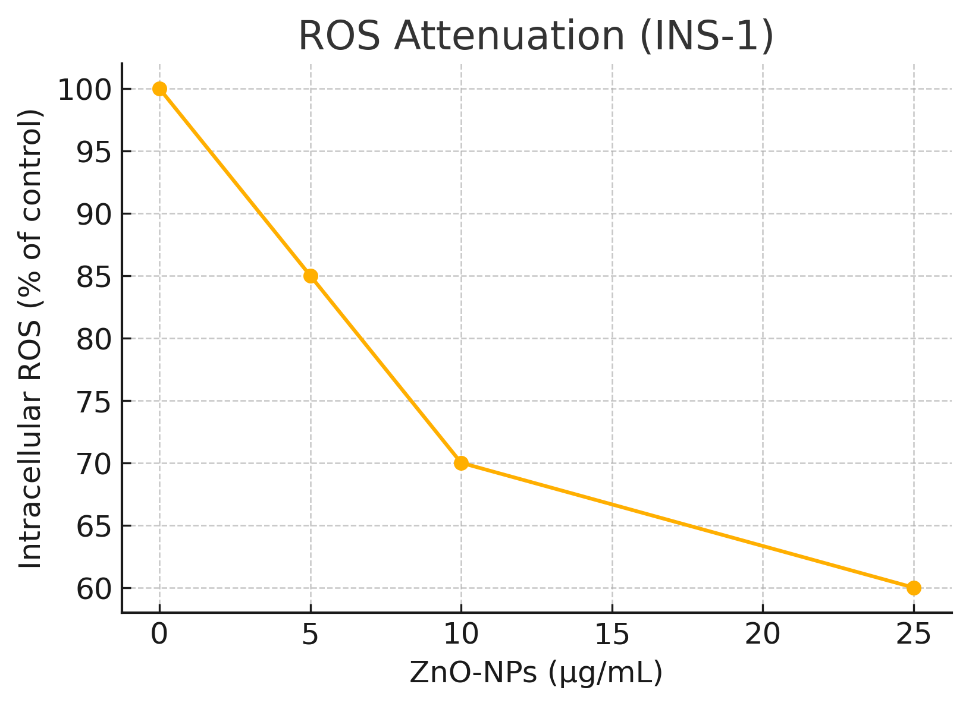 ROS Attenuation (INS-1)
Intracellular ROS (% of control)
100
95
90
85
80
75
70
65
60
0 5 10 15 20 25
ZnO-NPs (µg/mL)